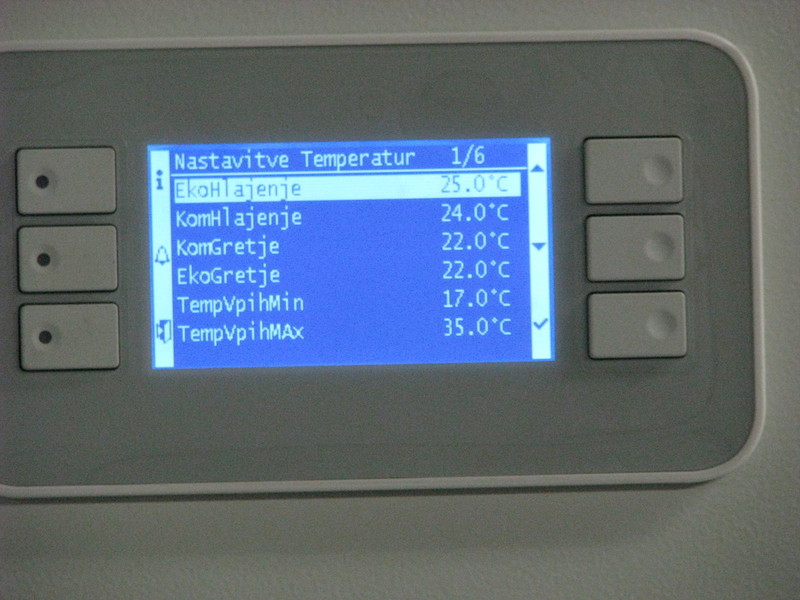 Nastavitve Temperatur 1/6
EkoHlajenje 25.0°C
KomHlajenje 24.0°C
KomGretje 22.0°C
EkoGretje 22.0°C
TempVpihMin 17.0°C
TempVpihMAx 35.0°C